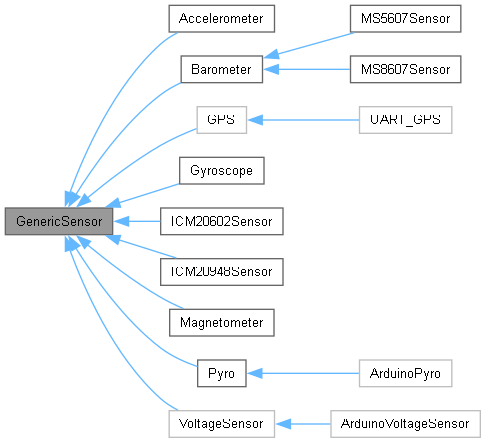 Accelerometer
MS5607Sensor
Barometer
MS8607Sensor
GPS
UART_GPS
Gyroscope
GenericSensor
ICM20602Sensor
ICM20948Sensor
Magnetometer
Pyro
ArduinoPyro
VoltageSensor
ArduinoVoltageSensor